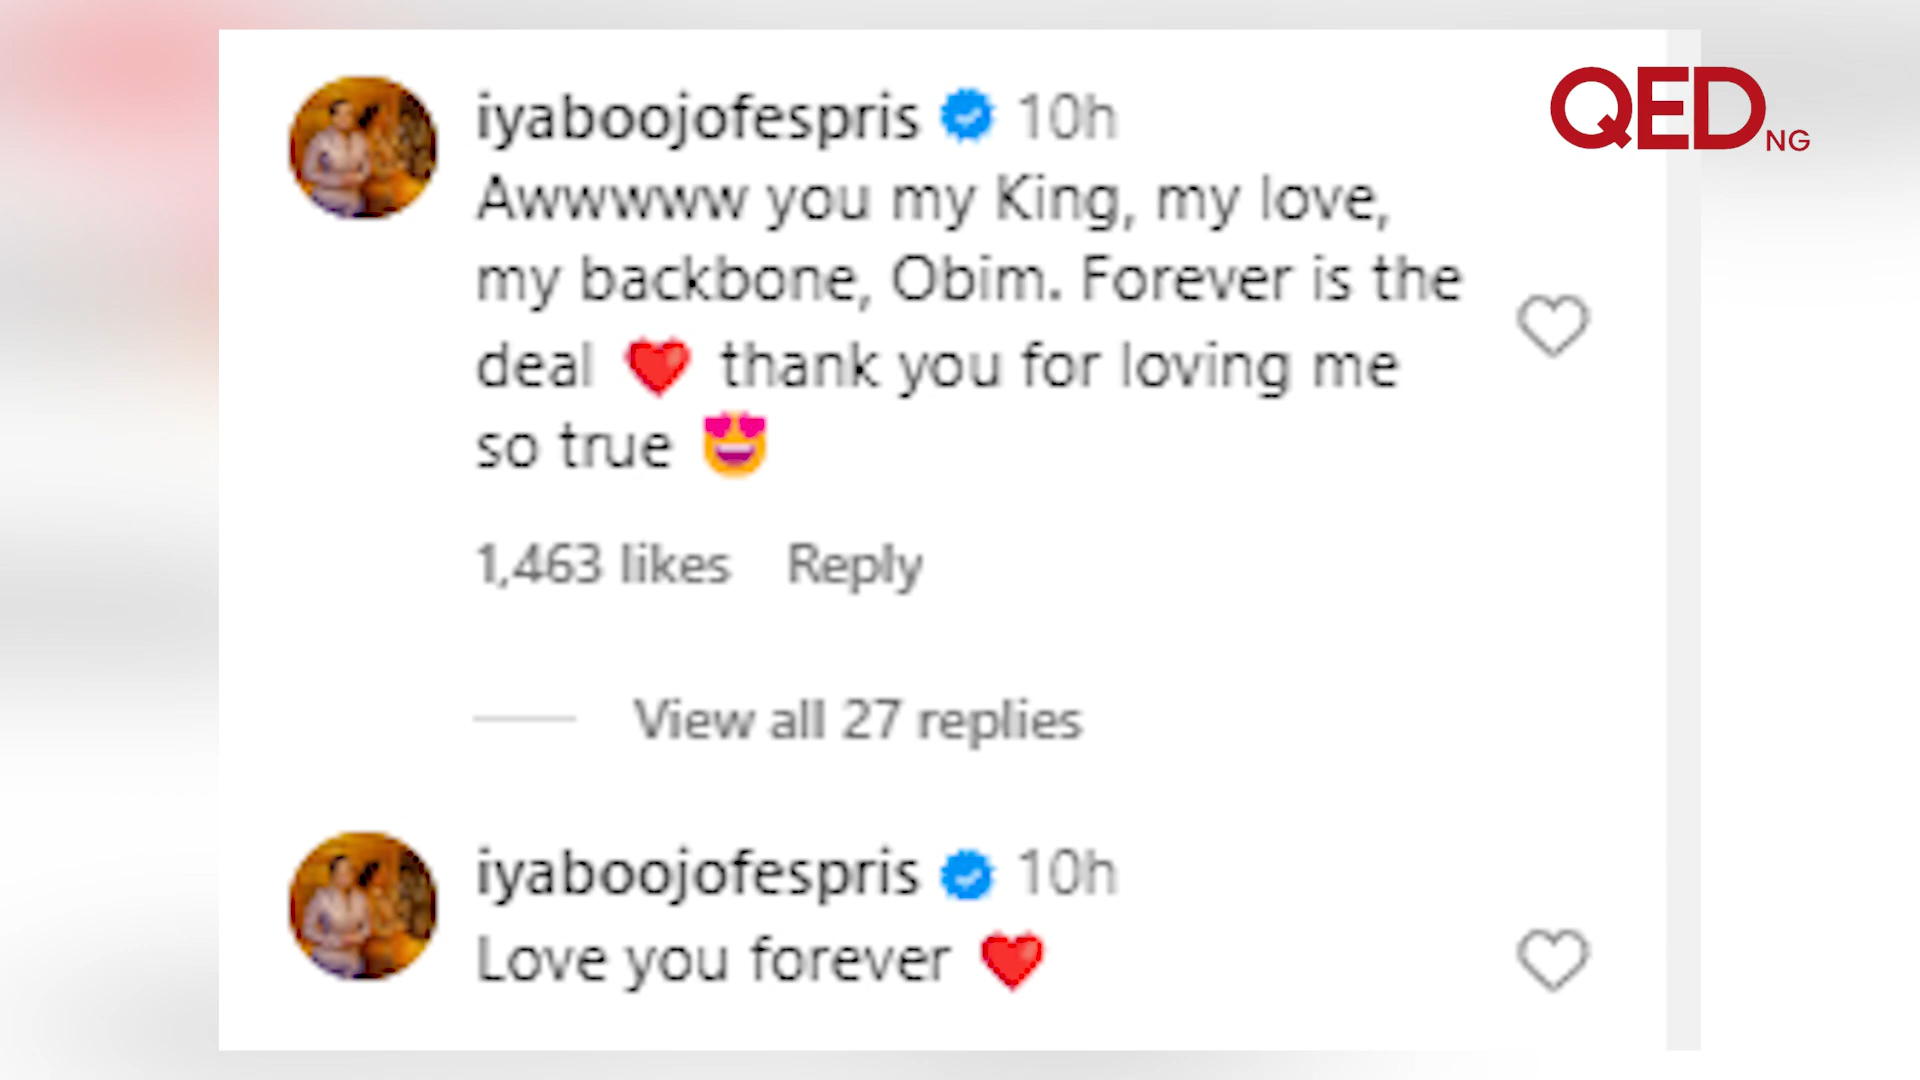 QED NG
iyaboojofespris 10h
Awwwww you my King, my love,
my backbone, Obim. Forever is the
deal ❤️ thank you for loving me
so true 😍
1,463 likes Reply
View all 27 replies
iyaboojofespris 10h
Love you forever ❤️